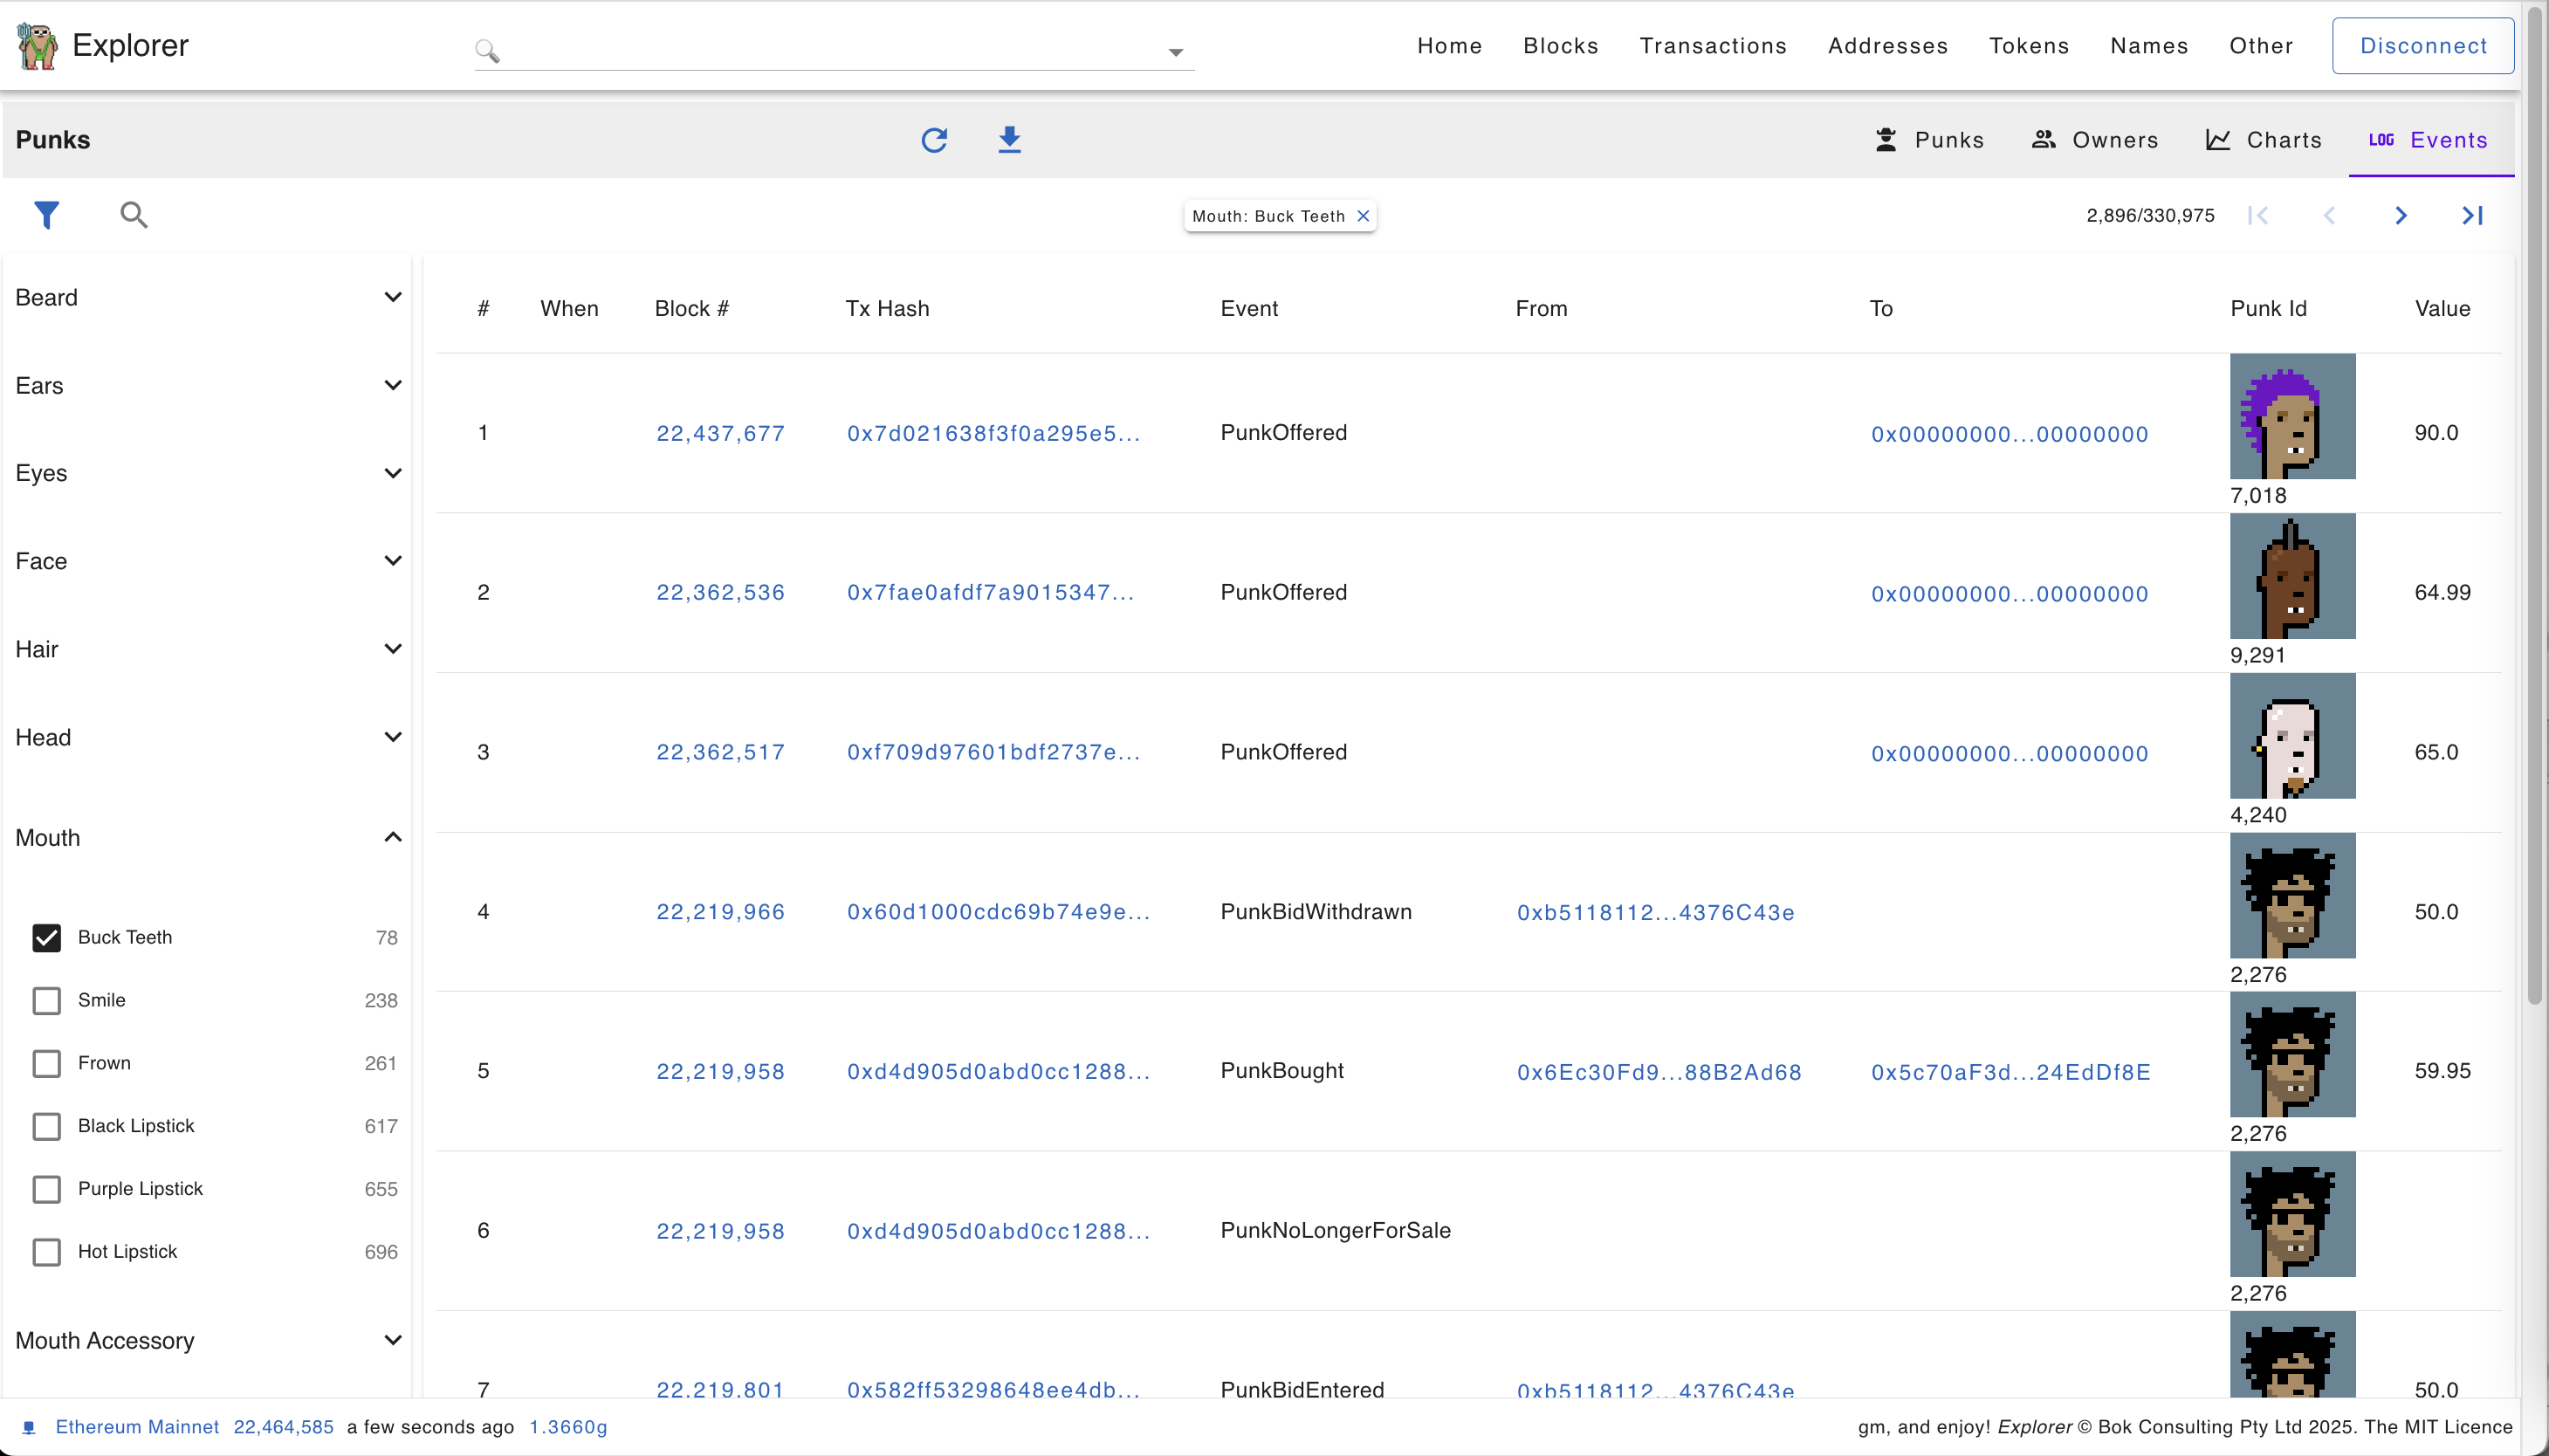 Explorer
Home Blocks Transactions Addresses Tokens Names Other Disconnect
Punks
Punks Owners LOG Events Charts
Mouth: Buck Teeth
2,896/330,975
Beard
Ears
Eyes
Face
Hair
Head
Mouth
Buck Teeth 78
Smile 238
Frown 261
Black Lipstick 617
Purple Lipstick 655
Hot Lipstick 696
Mouth Accessory
# When Block # Tx Hash Event From To Punk Id Value
1 22,437,677 0x7d021638f3f0a295e5... PunkOffered 0x00000000...00000000 90.0
7,018
2 22,362,536 0x7fae0afdf7a9015347... PunkOffered 0x00000000...00000000 64.99
9,291
3 22,362,517 0xf709d97601bdf2737e... PunkOffered 0x00000000...00000000 65.0
4,240
4 22,219,966 0x60d1000cdc69b74e9e... PunkBidWithdrawn 0xb5118112...4376C43e 50.0
2,276
5 22,219,958 0xd4d905d0abd0cc1288... PunkBought 0x6Ec30Fd9...88B2Ad68 0x5c70aF3d...24EdDf8E 59.95
2,276
6 22,219,958 0xd4d905d0abd0cc1288... PunkNoLongerForSale
2,276
7 22,219,801 0x582ff53298648ee4db... PunkBidEntered 0xb5118112...4376C43e 50.0
Ethereum Mainnet 22,464,585 a few seconds ago 1.3660g
gm, and enjoy! Explorer © Bok Consulting Pty Ltd 2025. The MIT Licence